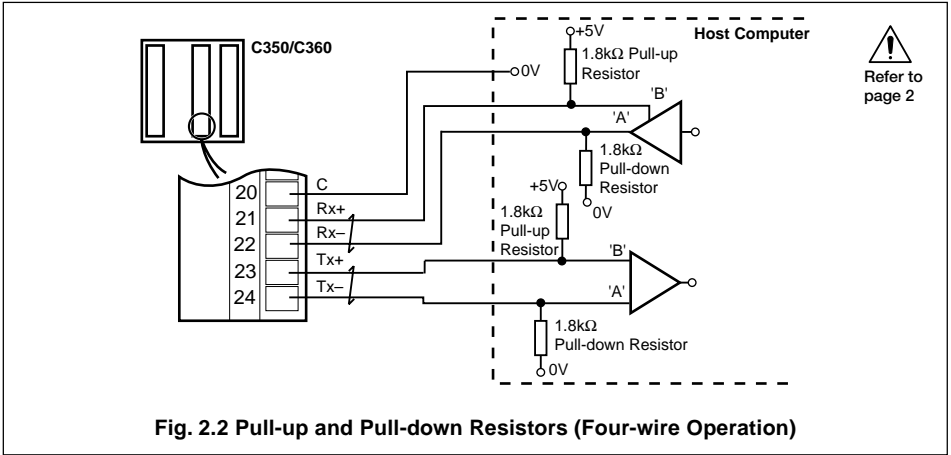 C350/C360
+5V
Host Computer
1.8kΩ Pull-up
Resistor
0V
Refer to
page 2
'B'
'A'
1.8kΩ
Pull-down
Resistor
0V
20
C
21
Rx+
22
Rx–
23
Tx+
24
Tx–
+5V
1.8kΩ
Pull-up
Resistor
'B'
'A'
1.8kΩ
Pull-down Resistor
0V
Fig. 2.2 Pull-up and Pull-down Resistors (Four-wire Operation)